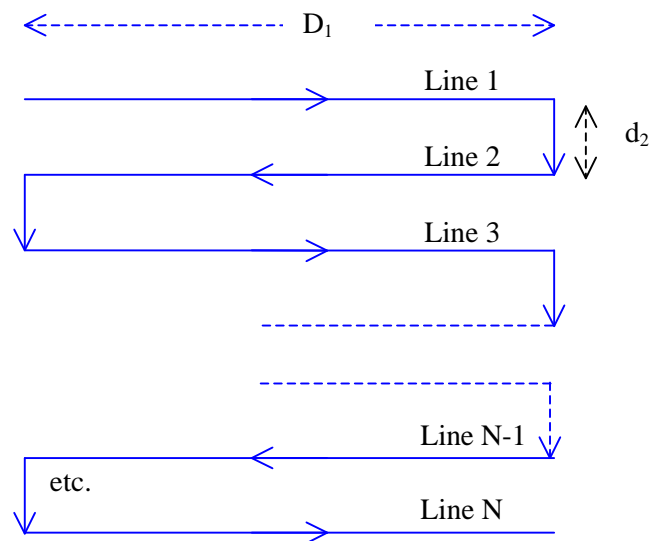 D₁
Line 1
d₂
Line 2
Line 3
Line N-1
etc.
Line N